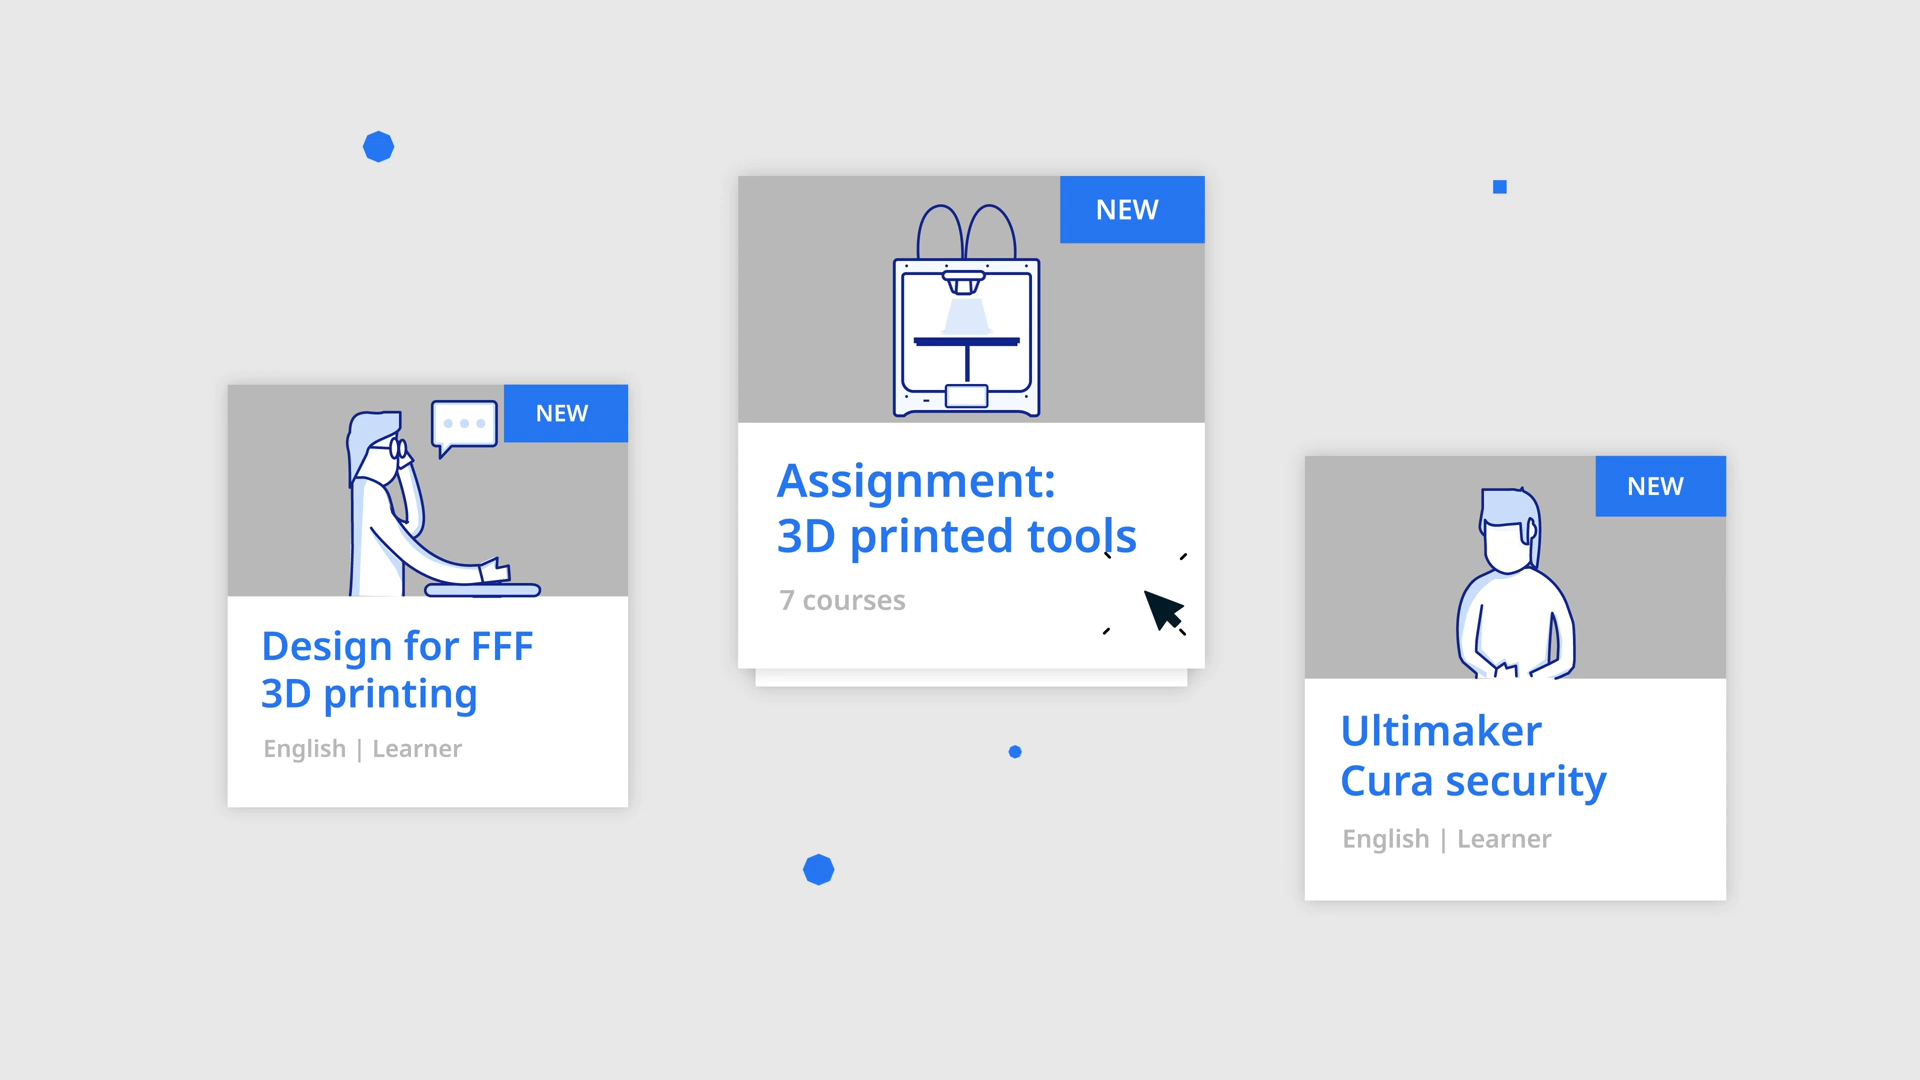 NEW
Design for FFF
3D printing
English | Learner
NEW
Assignment:
3D printed tools
7 courses
NEW
Ultimaker
Cura security
English | Learner